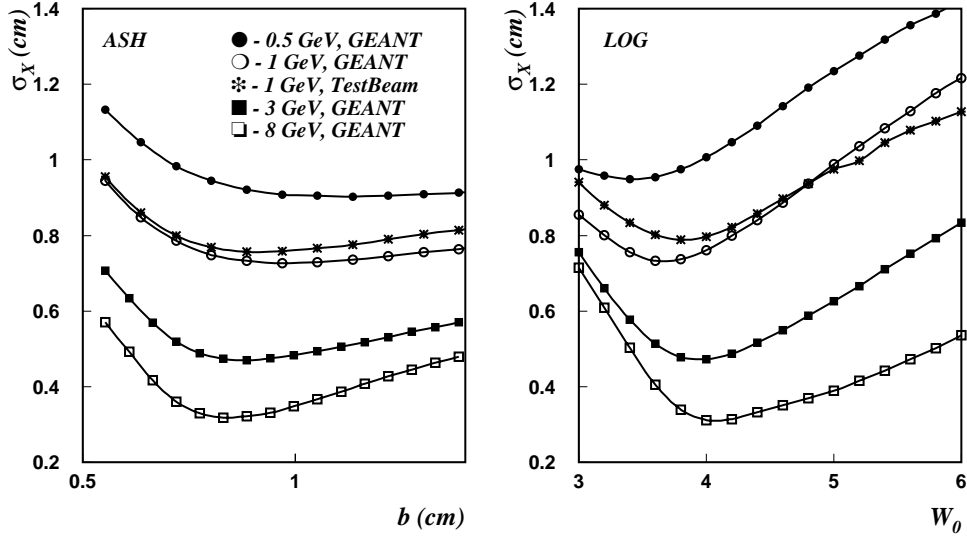 σX (cm)
1.4
1.2
1
0.8
0.6
0.4
0.2
0.5
1
b (cm)
ASH
- 0.5 GeV, GEANT
- 1 GeV, GEANT
- 1 GeV, TestBeam
- 3 GeV, GEANT
- 8 GeV, GEANT
σX (cm)
1.4
1.2
1
0.8
0.6
0.4
0.2
3
4
5
6
W0
LOG